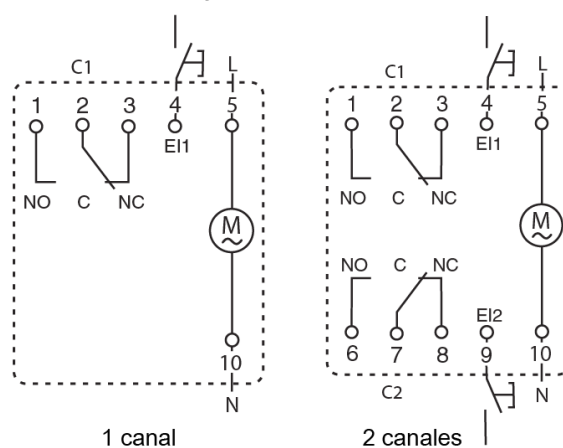 C1 L
1 2 3 4 5
EI1
NO C NC
M
10
N
1 canal
C1 L
1 2 3 4 5
EI1
NO C NC
M
NO C NC
EI2
6 7 8 9 10
C2 N
2 canales